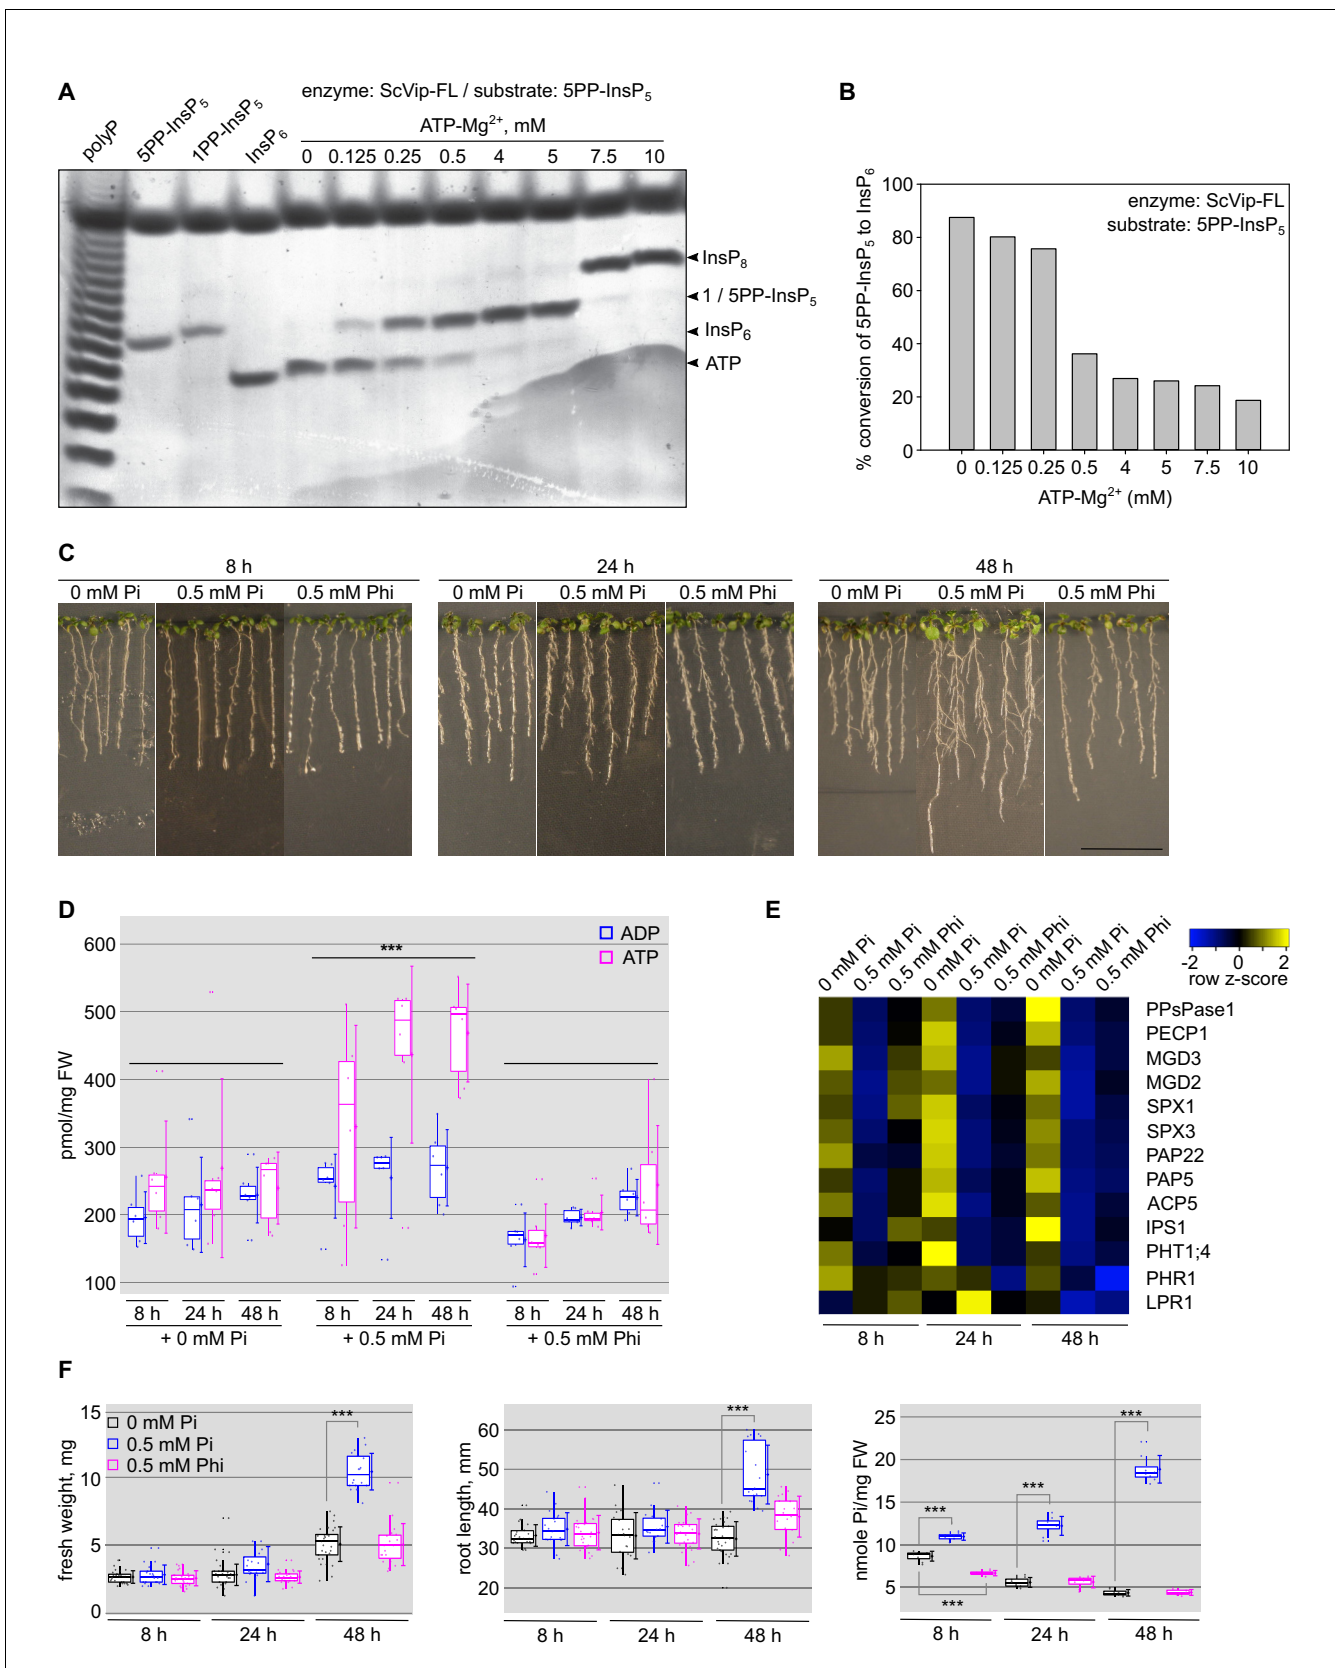 A
enzyme: ScVip-FL / substrate: 5PP-InsP5
polyP 5PP-InsP5 1PP-InsP5 InsP6
ATP-Mg2+, mM
0 0.125 0.25 0.5 4 5 7.5 10
InsP8
1 / 5PP-InsP5
InsP6
ATP
B
% conversion of 5PP-InsP5 to InsP6
100
80
60
40
20
0
enzyme: ScVip-FL
substrate: 5PP-InsP5
0 0.125 0.25 0.5 4 5 7.5 10
ATP-Mg2+ (mM)
C
8 h 24 h 48 h
0 mM Pi 0.5 mM Pi 0.5 mM Phi 0 mM Pi 0.5 mM Pi 0.5 mM Phi 0 mM Pi 0.5 mM Pi 0.5 mM Phi
D
pmol/mg FW
600
500
400
300
200
100
***
ADP
ATP
8 h 24 h 48 h 8 h 24 h 48 h 8 h 24 h 48 h
+ 0 mM Pi + 0.5 mM Pi + 0.5 mM Phi
E
0 mM Pi 0.5 mM Pi 0.5 mM Phi 0 mM Pi 0.5 mM Pi 0.5 mM Phi 0 mM Pi 0.5 mM Pi 0.5 mM Phi
-2 0 2
row z-score
PPsPase1
PECP1
MGD3
MGD2
SPX1
SPX3
PAP22
PAP5
ACP5
IPS1
PHT1;4
PHR1
LPR1
8 h 24 h 48 h
F
fresh weight, mg
15
10
5
0
0 mM Pi
0.5 mM Pi
0.5 mM Phi
***
8 h 24 h 48 h
root length, mm
60
50
40
30
20
***
8 h 24 h 48 h
nmole Pi/mg FW
25
20
15
10
5
***
***
***
***
8 h 24 h 48 h